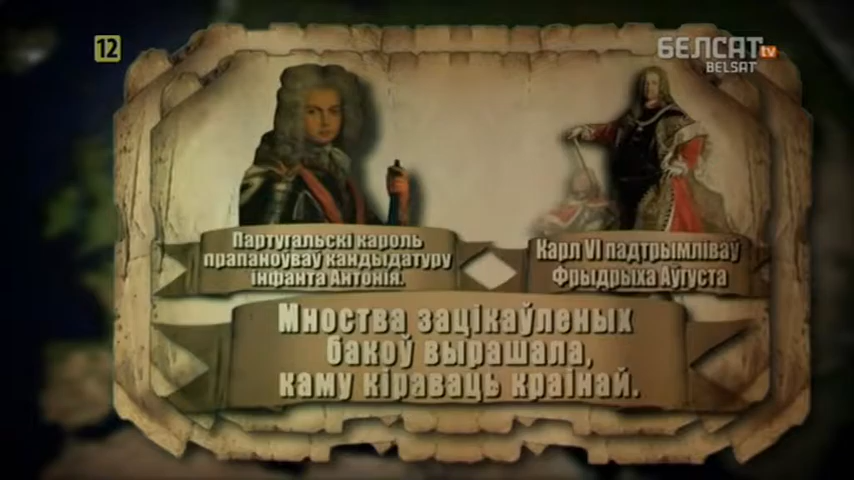 12
БЕЛСАТ tv
BELSAT
Партугальскі кароль
прапаноўваў кандыдатуру
інфанта Антонія.
Карл VI падтрымліваў
Фрыдрыха Аўгуста
Мноства зацікаўленых
бакоў вырашала,
каму кіраваць краінай.